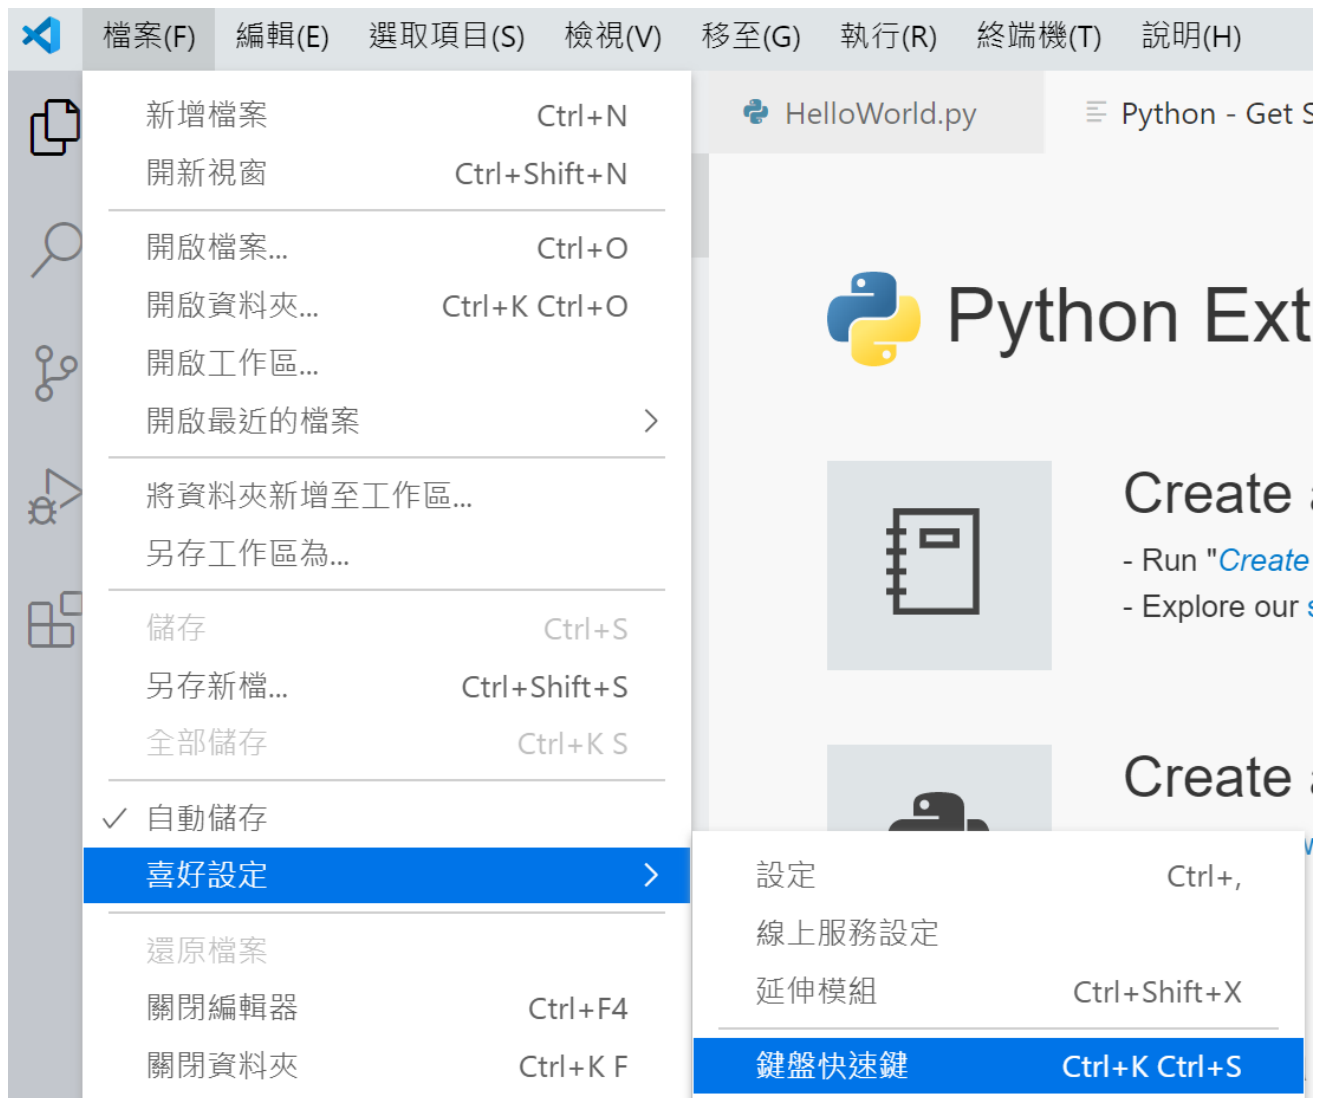 檔案(F) 編輯(E) 選取項目(S) 檢視(V) 移至(G) 執行(R) 終端機(T) 說明(H)
新增檔案 Ctrl+N
開新視窗 Ctrl+Shift+N
開啟檔案... Ctrl+O
開啟資料夾... Ctrl+K Ctrl+O
開啟工作區...
開啟最近的檔案
將資料夾新增至工作區...
另存工作區為...
儲存 Ctrl+S
另存新檔... Ctrl+Shift+S
全部儲存 Ctrl+K S
自動儲存
喜好設定
還原檔案
關閉編輯器 Ctrl+F4
關閉資料夾 Ctrl+K F
HelloWorld.py
Python - Get S
Python Ext
Create a
- Run "Create
- Explore our s
Create a
設定 Ctrl+,
線上服務設定
延伸模組 Ctrl+Shift+X
鍵盤快速鍵 Ctrl+K Ctrl+S